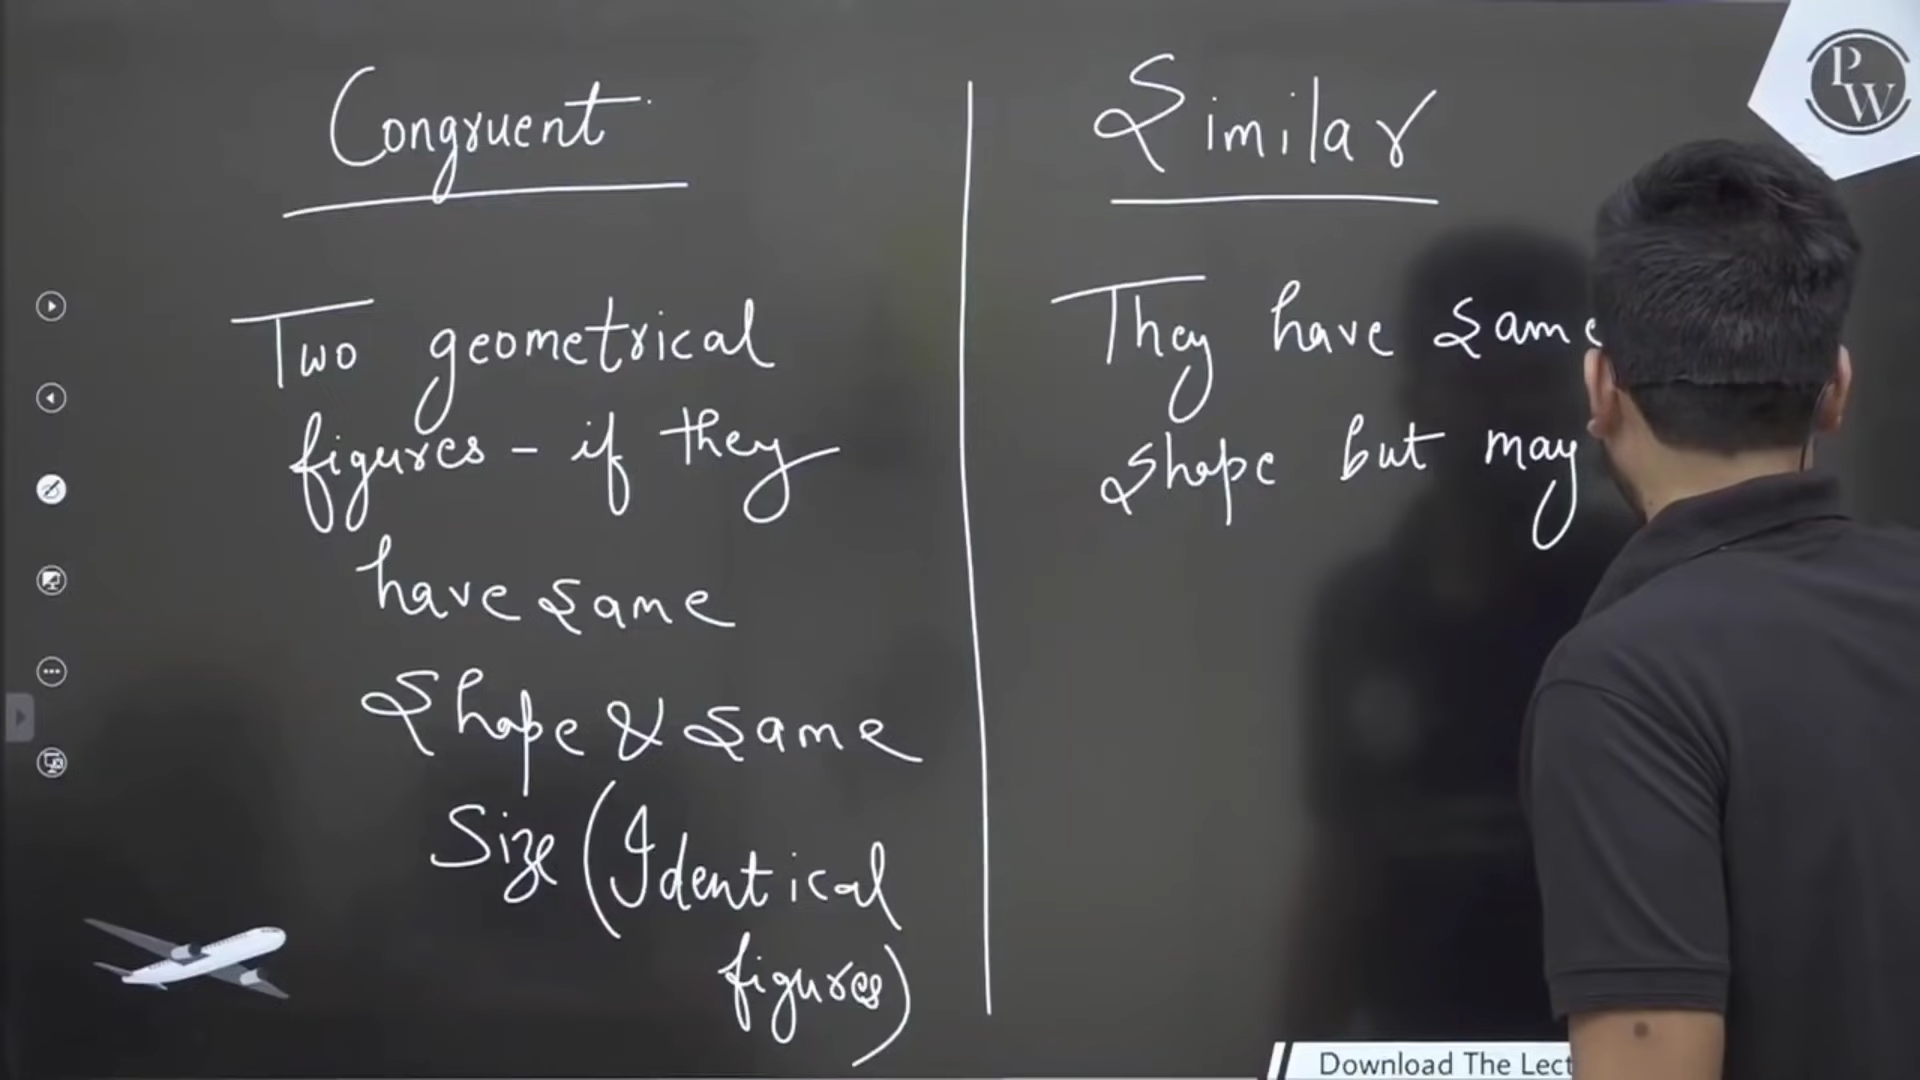 Congruent
Two geometrical
figures - if they
have same
Shape & same
Size (Identical
figures)
Similar
They have same
shape but may
PW
Download The Lect